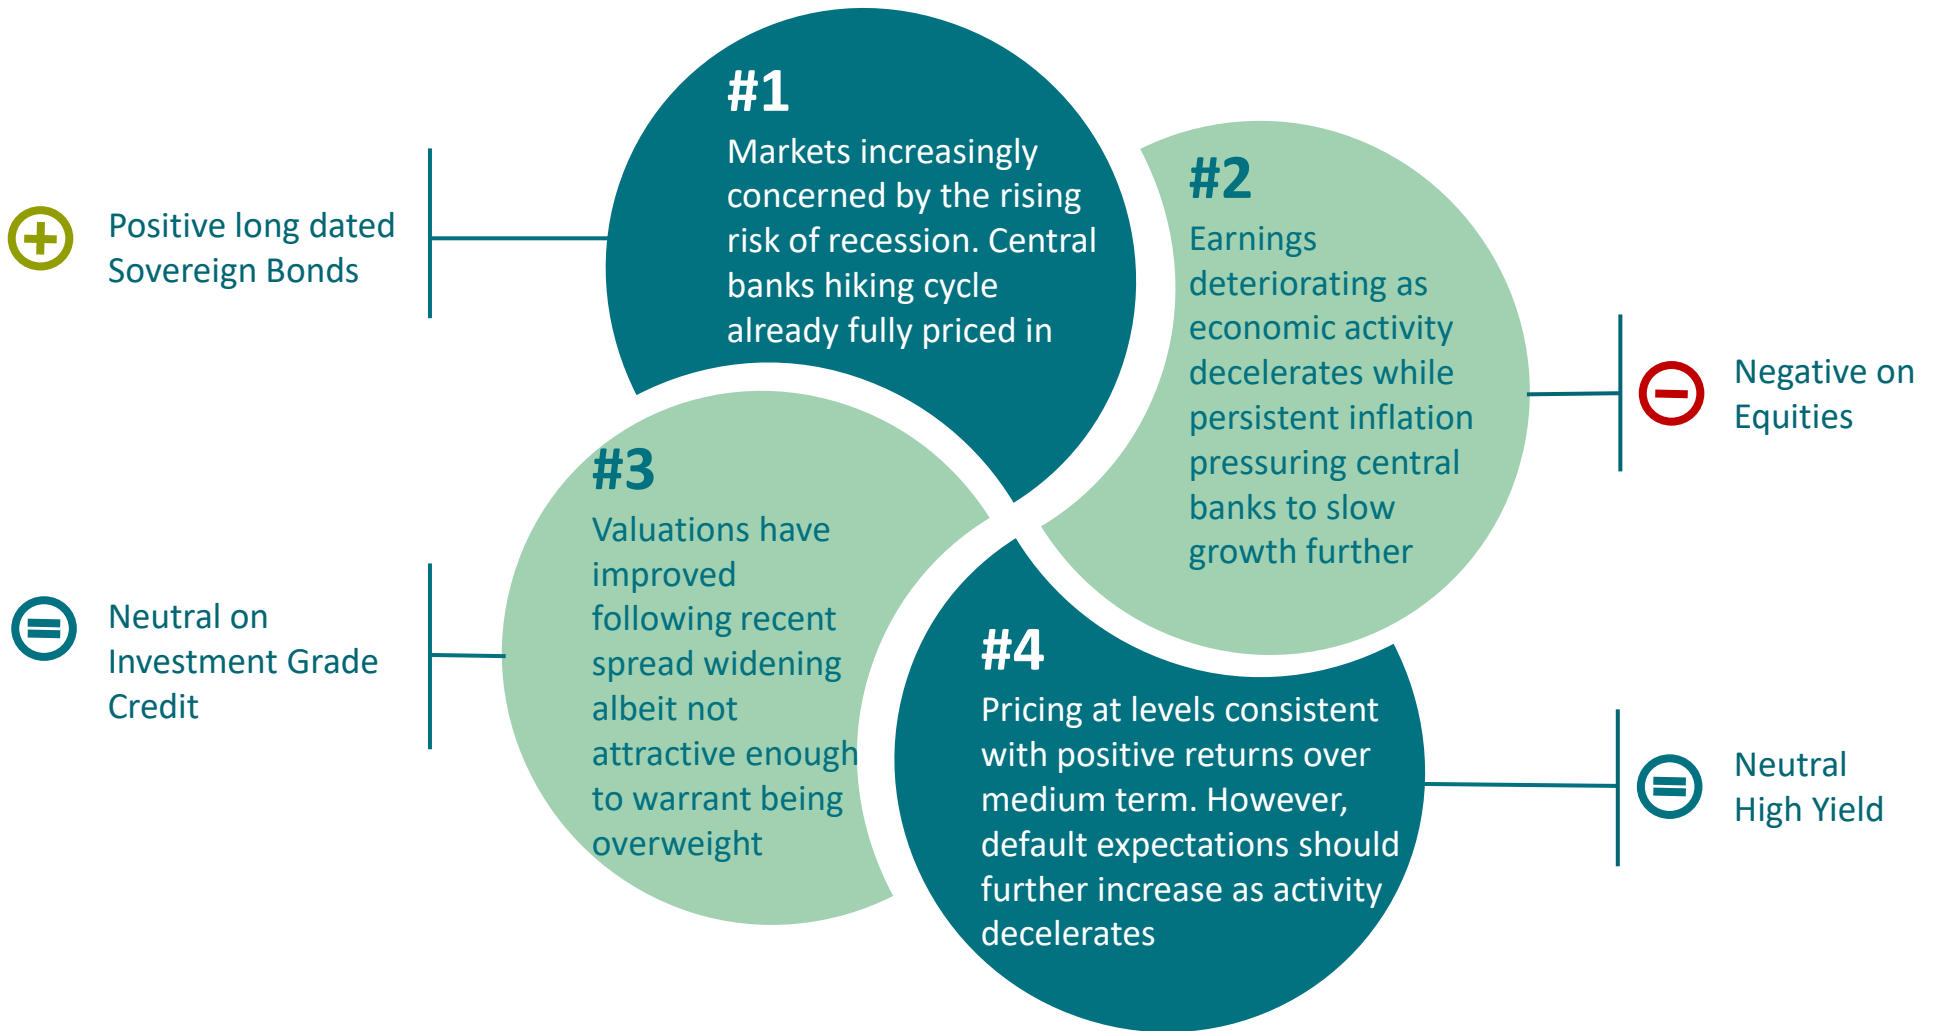 #1
Markets increasingly
concerned by the rising
risk of recession. Central
banks hiking cycle
already fully priced in
Positive long dated
Sovereign Bonds
#2
Earnings
deteriorating as
economic activity
decelerates while
persistent inflation
pressuring central
banks to slow
growth further
Negative on
Equities
#3
Valuations have
improved
following recent
spread widening
albeit not
attractive enough
to warrant being
overweight
Neutral on
Investment Grade
Credit
#4
Pricing at levels consistent
with positive returns over
medium term. However,
default expectations should
further increase as activity
decelerates
Neutral
High Yield